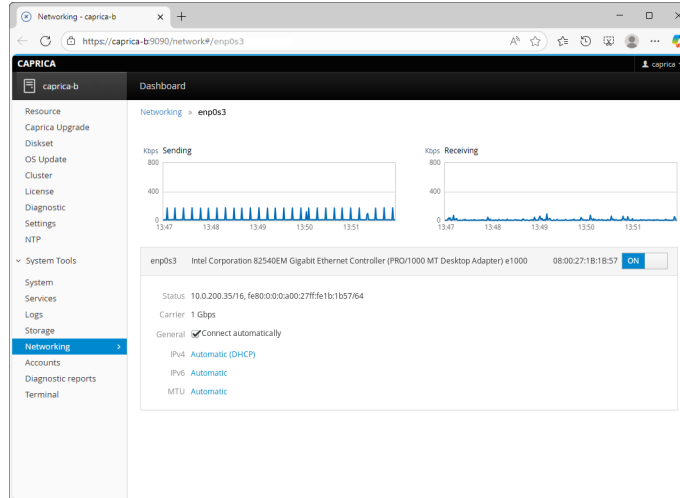 Networking - caprica-b
https://caprica-b:9090/network#/enp0s3
CAPRICA
caprica
caprica-b
Dashboard
Resource
Caprica Upgrade
Diskset
OS Update
Cluster
License
Diagnostic
Settings
NTP
System Tools
System
Services
Logs
Storage
Networking
Accounts
Diagnostic reports
Terminal
Networking » enp0s3
Kbps Sending
800
400
0
13:47 13:48 13:49 13:50 13:51
Kbps Receiving
800
400
0
13:47 13:48 13:49 13:50 13:51
enp0s3 Intel Corporation 82540EM Gigabit Ethernet Controller (PRO/1000 MT Desktop Adapter) e1000 08:00:27:1B:1B:57 ON
Status 10.0.200.35/16, fe80:0:0:0:a00:27ff:fe1b:1b57/64
Carrier 1 Gbps
General Connect automatically
IPv4 Automatic (DHCP)
IPv6 Automatic
MTU Automatic